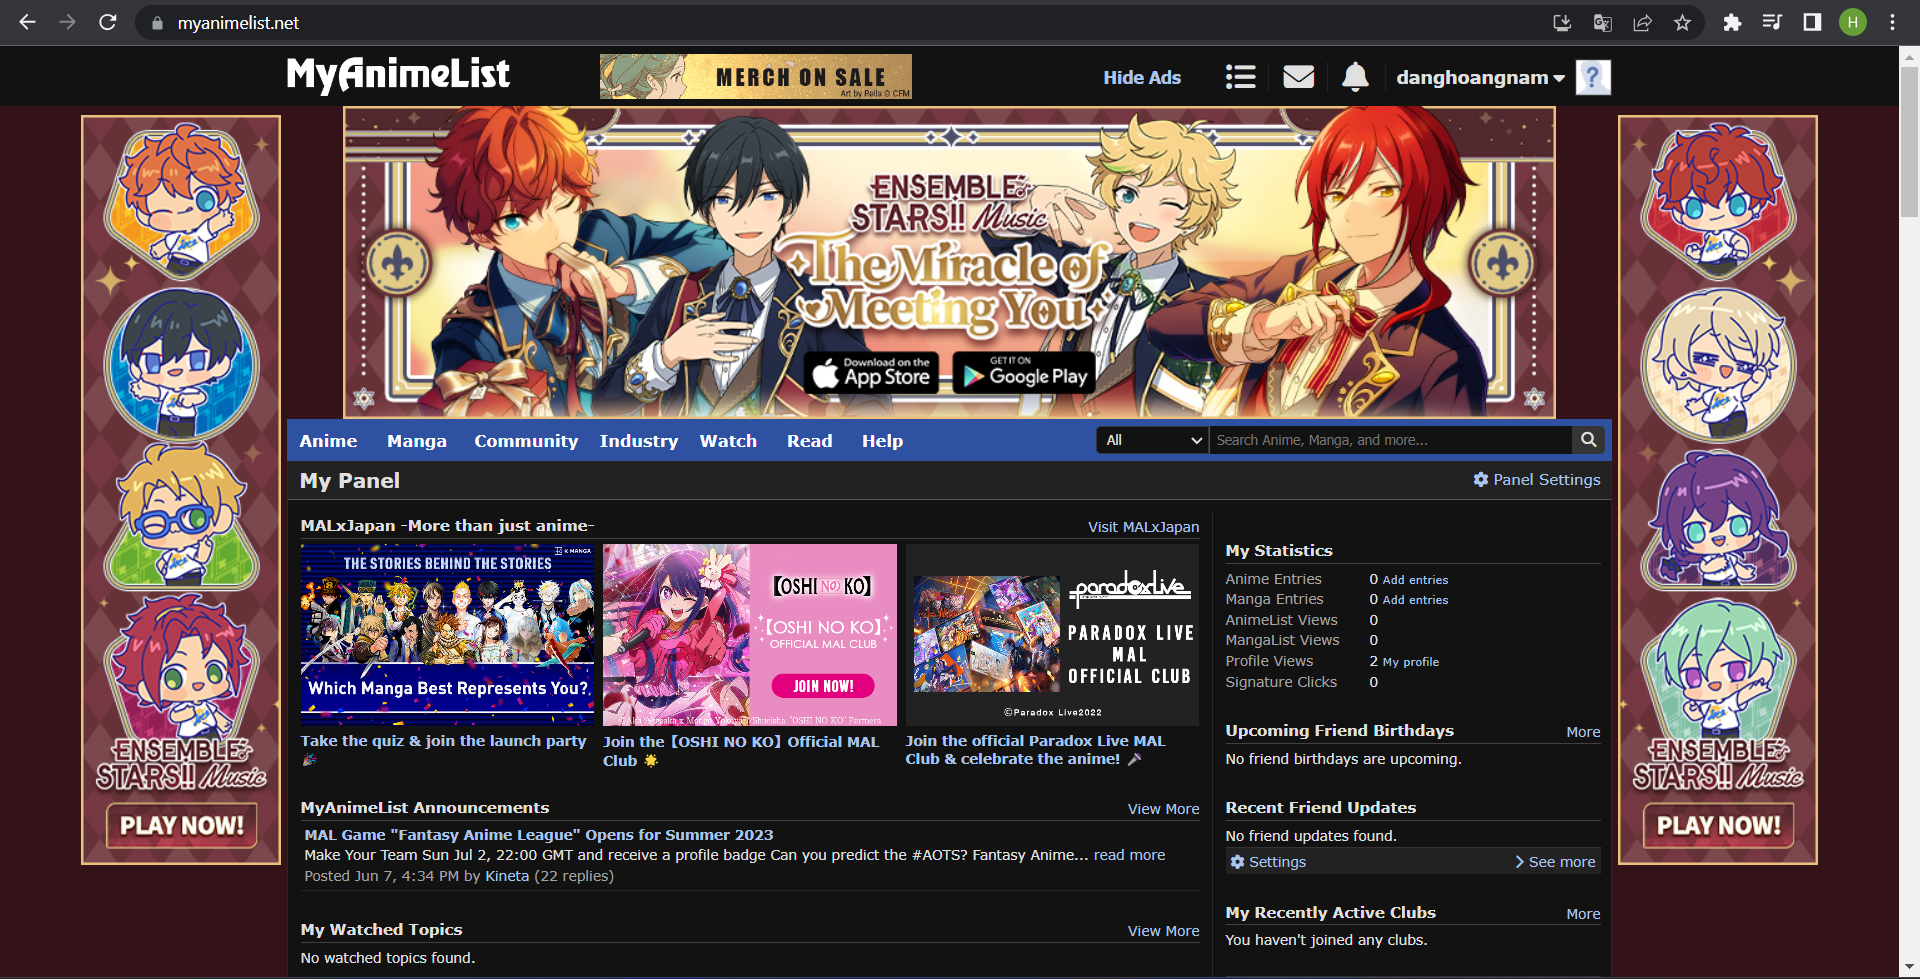 myanimelist.net
H
MyAnimeList
MERCH ON SALE
Art by Rella © CFM
Hide Ads
danghoangnam
?
ENSEMBLE
STARS!! Music
The Miracle of
Meeting You
Download on the
App Store
GET IT ON
Google Play
ENSEMBLE
STARS!! Music
PLAY NOW!
ENSEMBLE
STARS!! Music
PLAY NOW!
Anime Manga Community Industry Watch Read Help
All
Search Anime, Manga, and more...
My Panel
Panel Settings
MALxJapan -More than just anime-
Visit MALxJapan
K MANGA
THE STORIES BEHIND THE STORIES
Which Manga Best Represents You?
Take the quiz & join the launch party 🎉
【OSHI NO KO】
【OSHI NO KO】
OFFICIAL MAL CLUB
JOIN NOW!
Join the【OSHI NO KO】Official MAL
Club 🌟
paradoxLive
PARADOX LIVE
MAL
OFFICIAL CLUB
©Paradox Live2022
Join the official Paradox Live MAL
Club & celebrate the anime! 🎤
MyAnimeList Announcements
View More
MAL Game "Fantasy Anime League" Opens for Summer 2023
Make Your Team Sun Jul 2, 22:00 GMT and receive a profile badge Can you predict the #AOTS? Fantasy Anime... read more
Posted Jun 7, 4:34 PM by Kineta (22 replies)
My Watched Topics
View More
No watched topics found.
My Statistics
Anime Entries 0 Add entries
Manga Entries 0 Add entries
AnimeList Views 0
MangaList Views 0
Profile Views 2 My profile
Signature Clicks 0
Upcoming Friend Birthdays
More
No friend birthdays are upcoming.
Recent Friend Updates
No friend updates found.
Settings
See more
My Recently Active Clubs
More
You haven't joined any clubs.